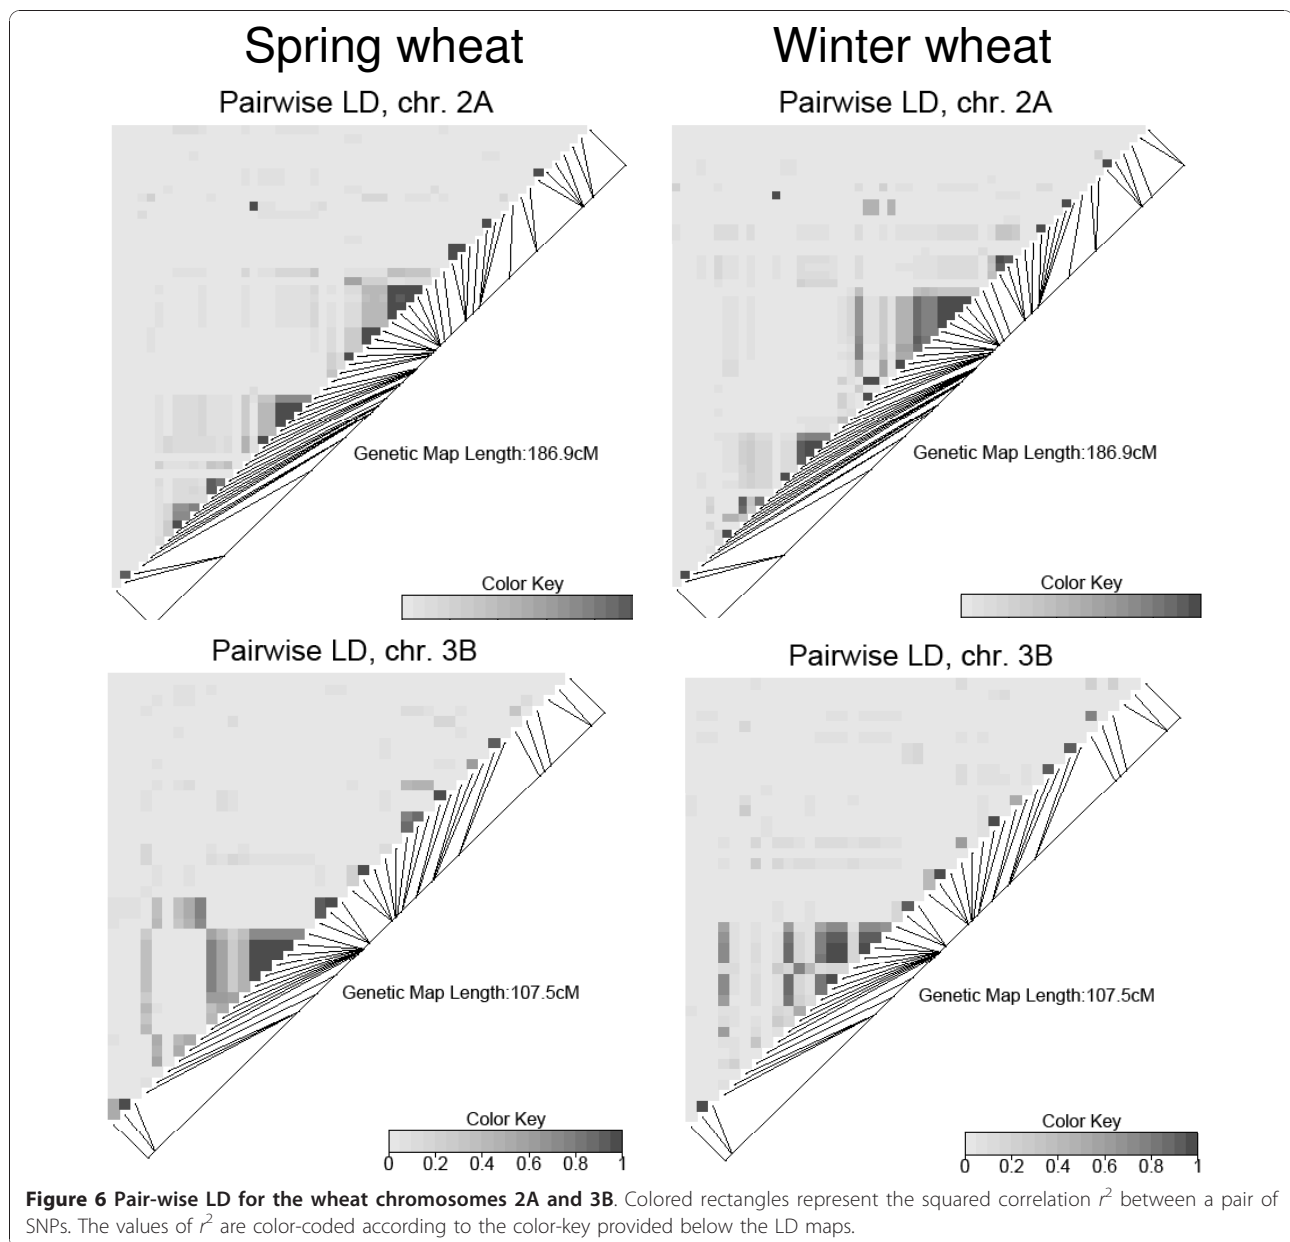 Spring wheat
Winter wheat
Pairwise LD, chr. 2A
Pairwise LD, chr. 2A
Genetic Map Length:186.9cM
Genetic Map Length:186.9cM
Color Key
Color Key
Pairwise LD, chr. 3B
Pairwise LD, chr. 3B
Genetic Map Length:107.5cM
Genetic Map Length:107.5cM
Color Key
0 0.2 0.4 0.6 0.8 1
Color Key
0 0.2 0.4 0.6 0.8 1
Figure 6 Pair-wise LD for the wheat chromosomes 2A and 3B. Colored rectangles represent the squared correlation r² between a pair of
SNPs. The values of r² are color-coded according to the color-key provided below the LD maps.